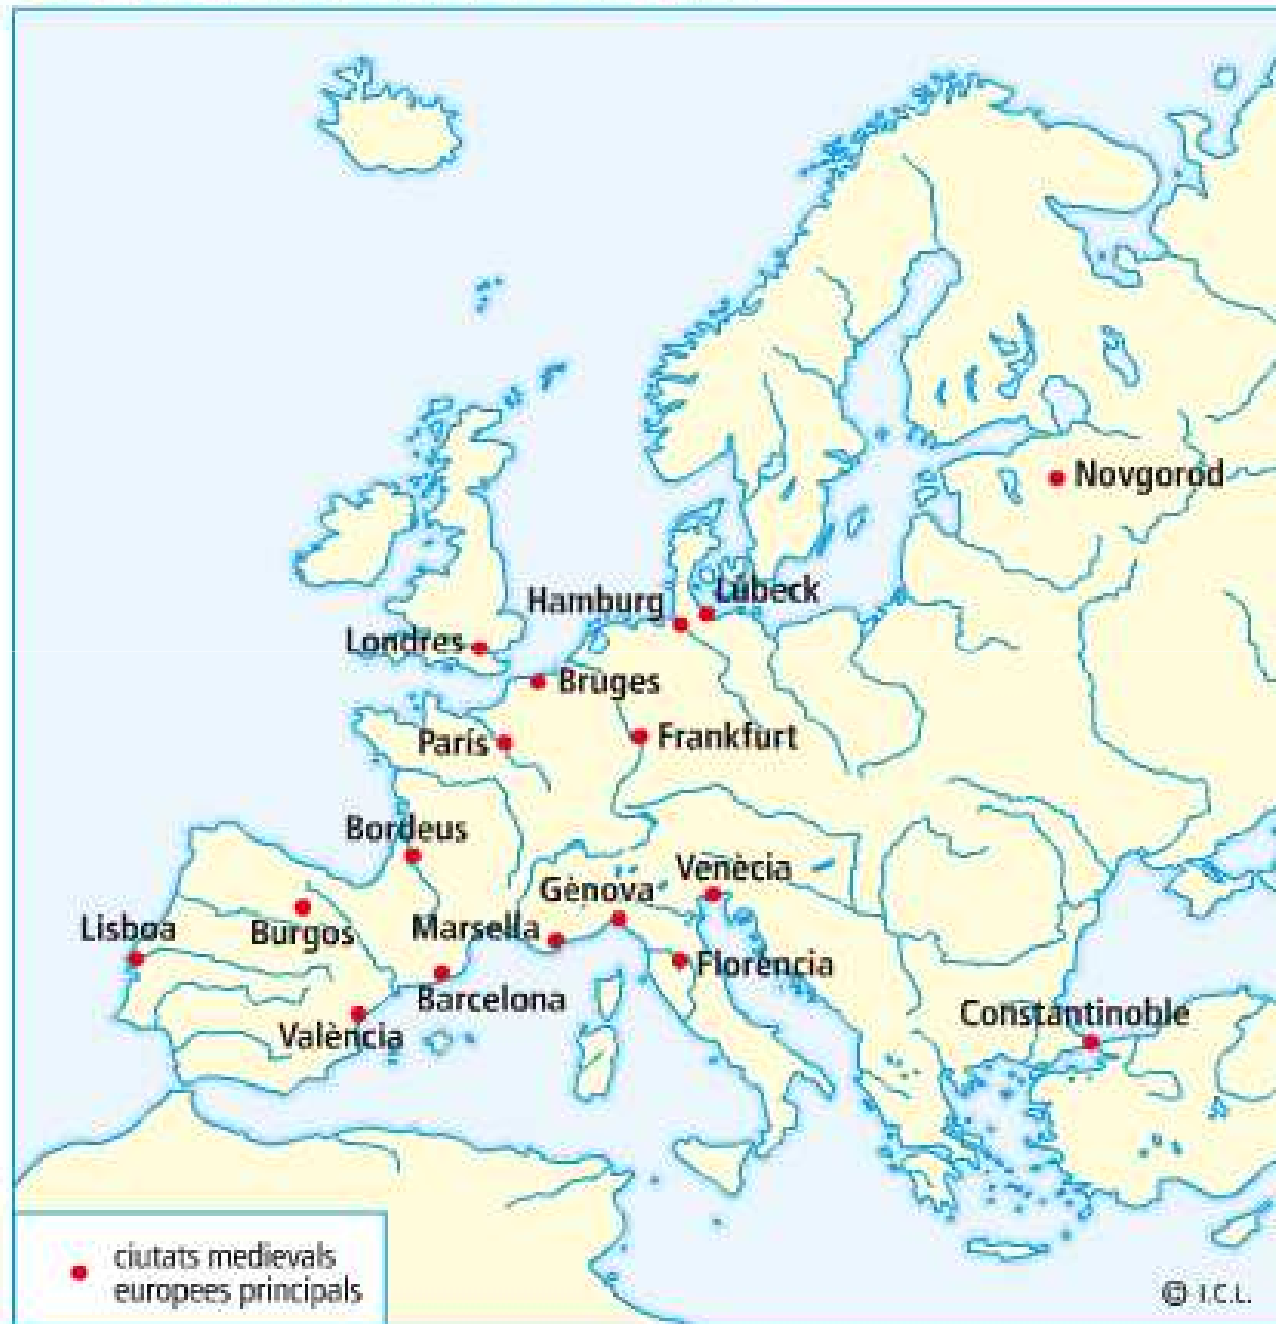 Novgorod
Lübeck
Hamburg
Londres
Brùges
Frankfurt
París
Bordeus
Venècia
Gènova
Marsella
Lisboa
Burgos
Florència
Barcelona
Constantinoble
València
ciutats medievals
europees principals
© I.C.L.